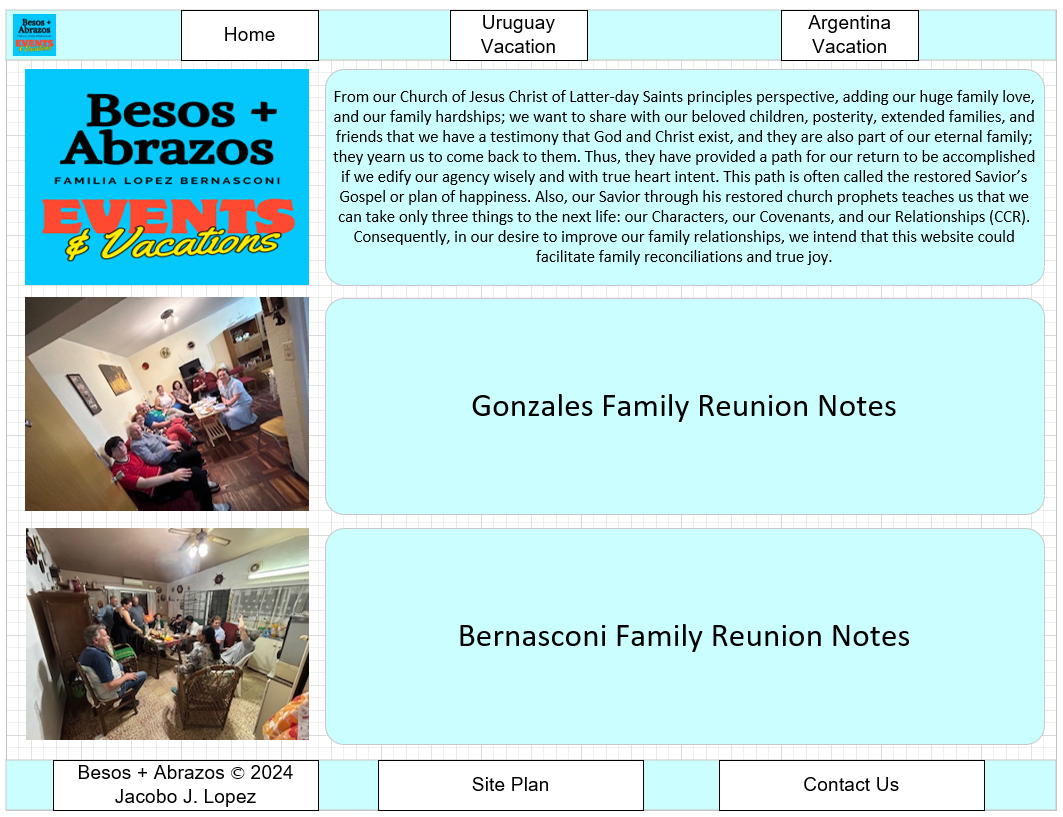 Besos +
Abrazos
EVENTS
Home
Uruguay
Vacation
Argentina
Vacation
Besos +
Abrazos
FAMILIA LOPEZ BERNASCONI
EVENTS
& Vacations
From our Church of Jesus Christ of Latter-day Saints principles perspective, adding our huge family love,
and our family hardships; we want to share with our beloved children, posterity, extended families, and
friends that we have a testimony that God and Christ exist, and they are also part of our eternal family;
they yearn us to come back to them. Thus, they have provided a path for our return to be accomplished
if we edify our agency wisely and with true heart intent. This path is often called the restored Savior’s
Gospel or plan of happiness. Also, our Savior through his restored church prophets teaches us that we
can take only three things to the next life: our Characters, our Covenants, and our Relationships (CCR).
Consequently, in our desire to improve our family relationships, we intend that this website could
facilitate family reconciliations and true joy.
Gonzales Family Reunion Notes
Bernasconi Family Reunion Notes
Besos + Abrazos © 2024
Jacobo J. Lopez
Site Plan
Contact Us